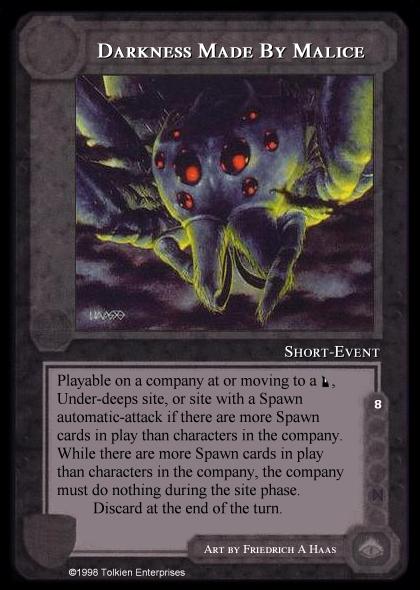 DARKNESS MADE BY MALICE
SHORT-EVENT
Playable on a company at or moving to a ,
Under-deeps site, or site with a Spawn
8
automatic-attack if there are more Spawn
cards in play than characters in the company.
While there are more Spawn cards in play
than characters in the company, the company
must do nothing during the site phase.
Discard at the end of the turn.
ART BY FRIEDRICH A HAAS
©1998 Tolkien Enterprises